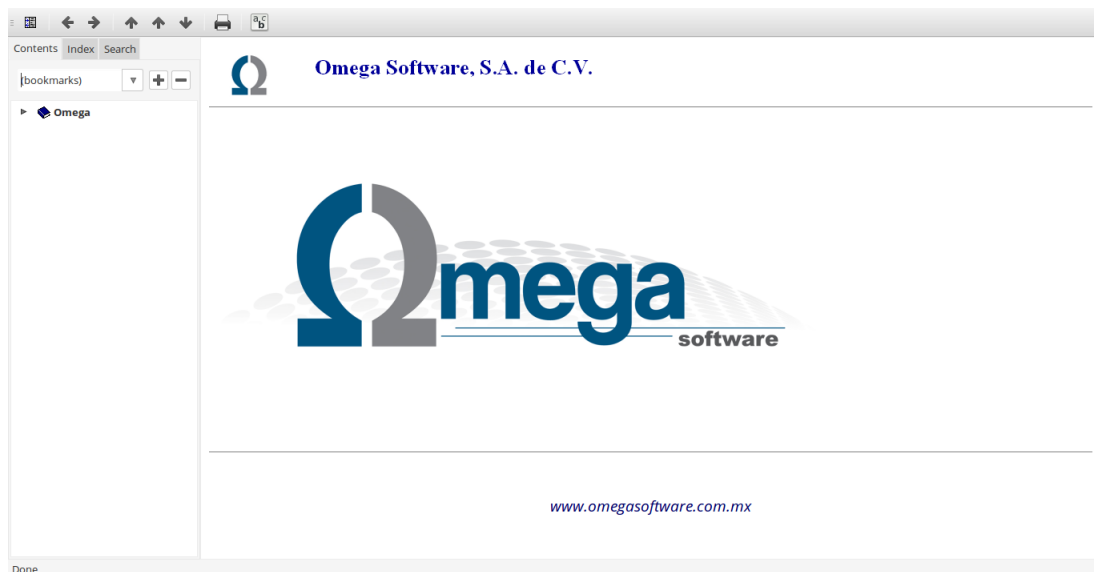 a c
b
Contents Index Search
(bookmarks)
Omega
Omega Software, S.A. de C.V.
Ωmega
software
www.omegasoftware.com.mx
Done